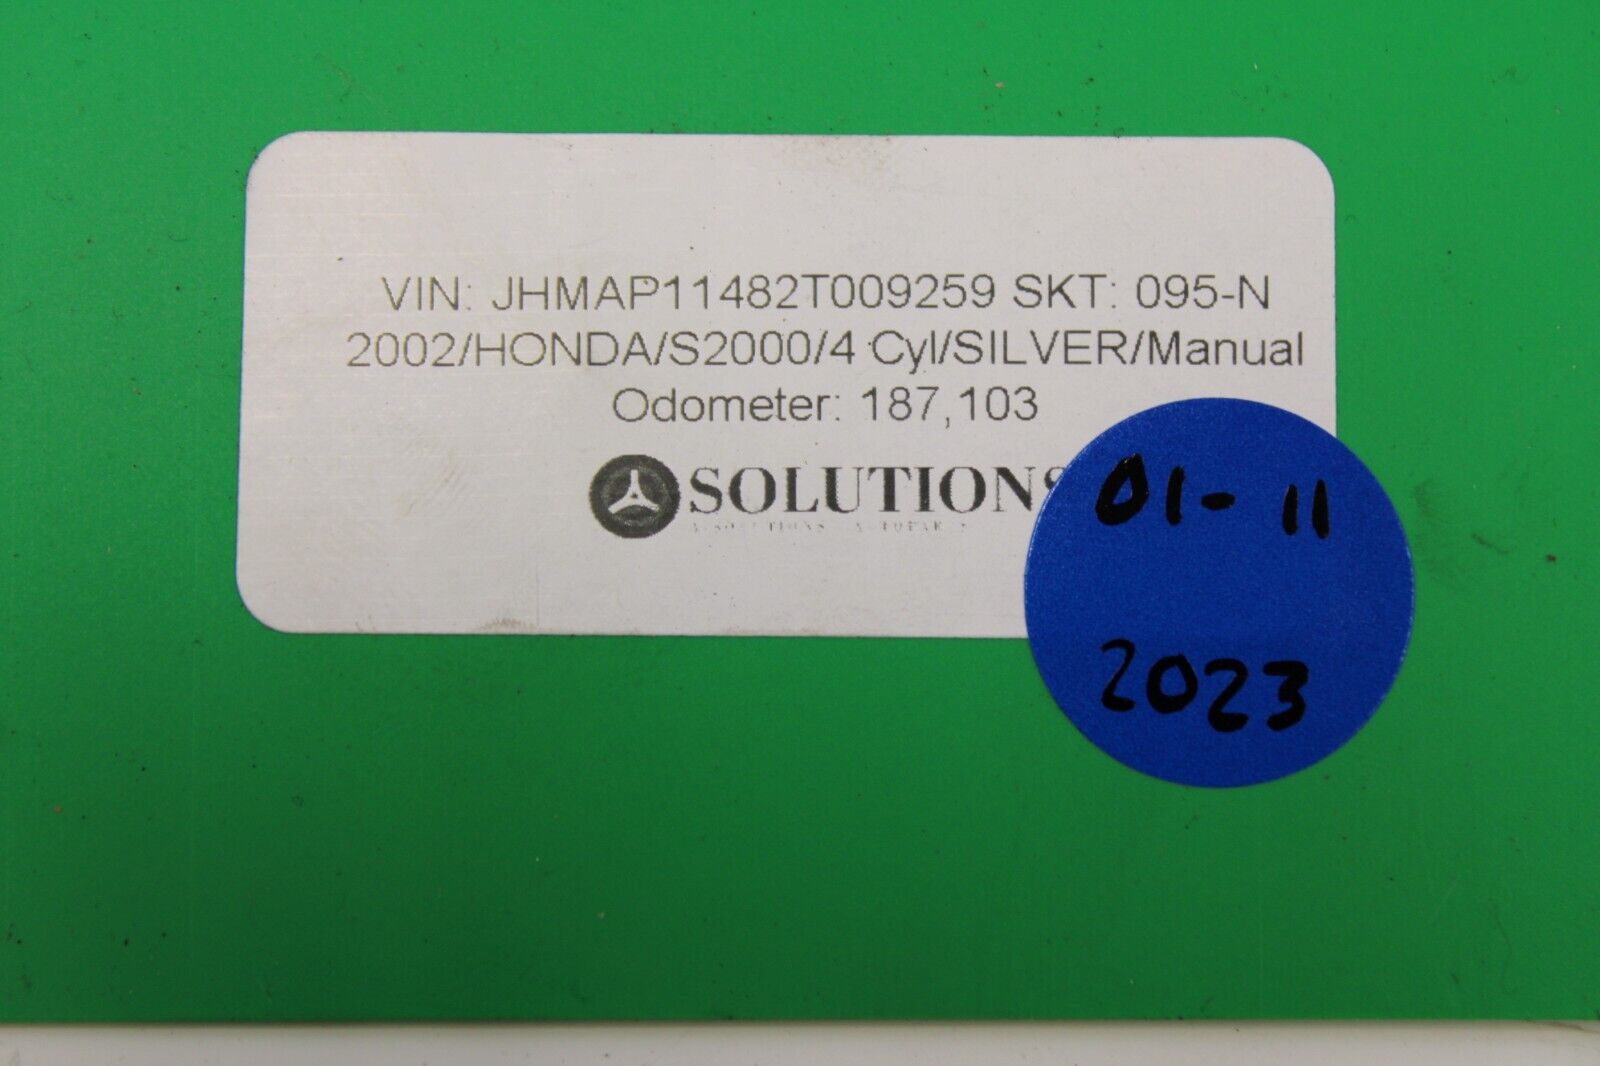 VIN: JHMAP11482T009259 SKT: 095-N
2002/HONDA/S2000/4 Cyl/SILVER/Manual
Odometer: 187,103
SOLUTIONS
01-11
2023